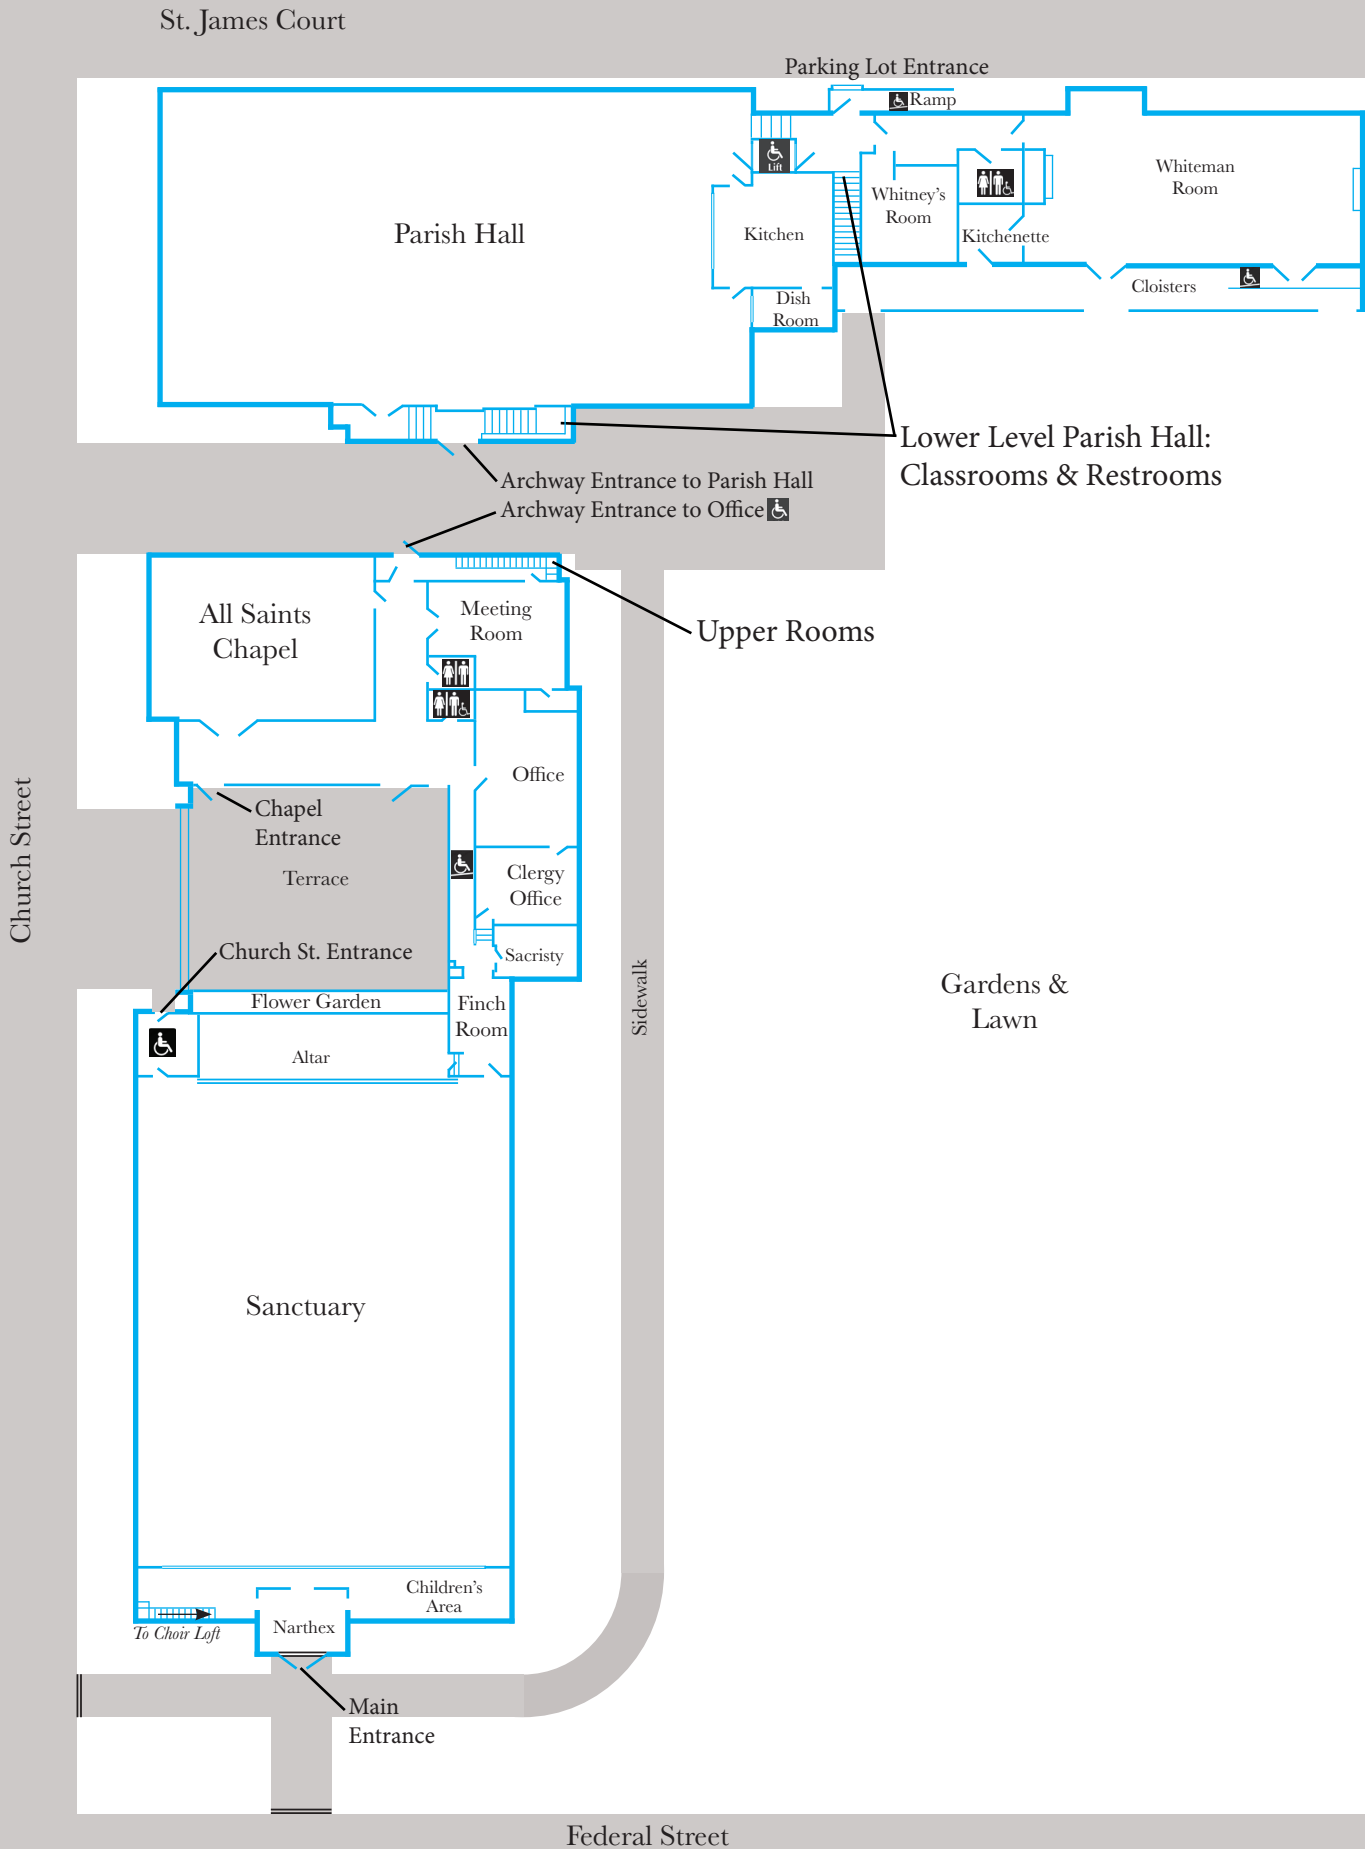 St. James Court
Parking Lot Entrance
Ramp
Lift
Whiteman
Room
Whitney's
Room
Parish Hall
Kitchen
Kitchenette
Cloisters
Dish
Room
Lower Level Parish Hall:
Classrooms & Restrooms
Archway Entrance to Parish Hall
Archway Entrance to Office
All Saints
Chapel
Meeting
Room
Upper Rooms
Office
Chapel
Entrance
Terrace
Clergy
Office
Church Street
Church St. Entrance
Sacristy
Sidewalk
Gardens &
Lawn
Flower Garden
Finch
Room
Altar
Sanctuary
Children's
Area
Narthex
To Choir Loft
Main
Entrance
Federal Street